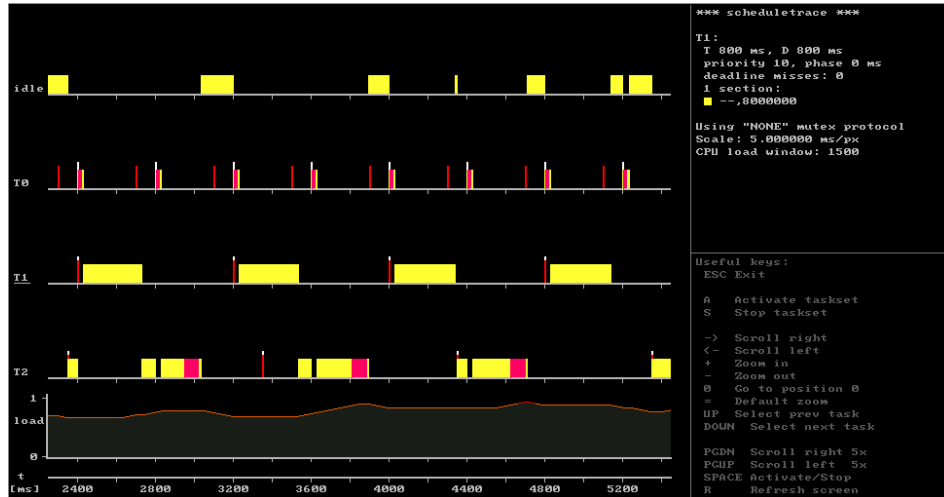 *** scheduletrace ***
T1:
T 800 ms, D 800 ms
priority 10, phase 0 ms
deadline misses: 0
1 section:
--,8000000
Using "NONE" mutex protocol
Scale: 5.000000 ms/px
CPU load window: 1500
idle
T0
T1
T2
1
load
0
t
[ms]
2400 2800 3200 3600 4000 4400 4800 5200
Useful keys:
ESC Exit
A Activate taskset
S Stop taskset
-> Scroll right
<- Scroll left
+ Zoom in
- Zoom out
0 Go to position 0
= Default zoom
UP Select prev task
DOWN Select next task
PGDN Scroll right 5x
PGUP Scroll left 5x
SPACE Activate/Stop
R Refresh screen